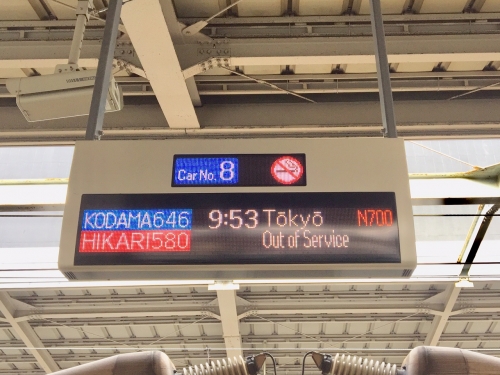 Car No. 8
KODAMA646 9:53 Tōkyō N700
HIKARI580 Out of Service